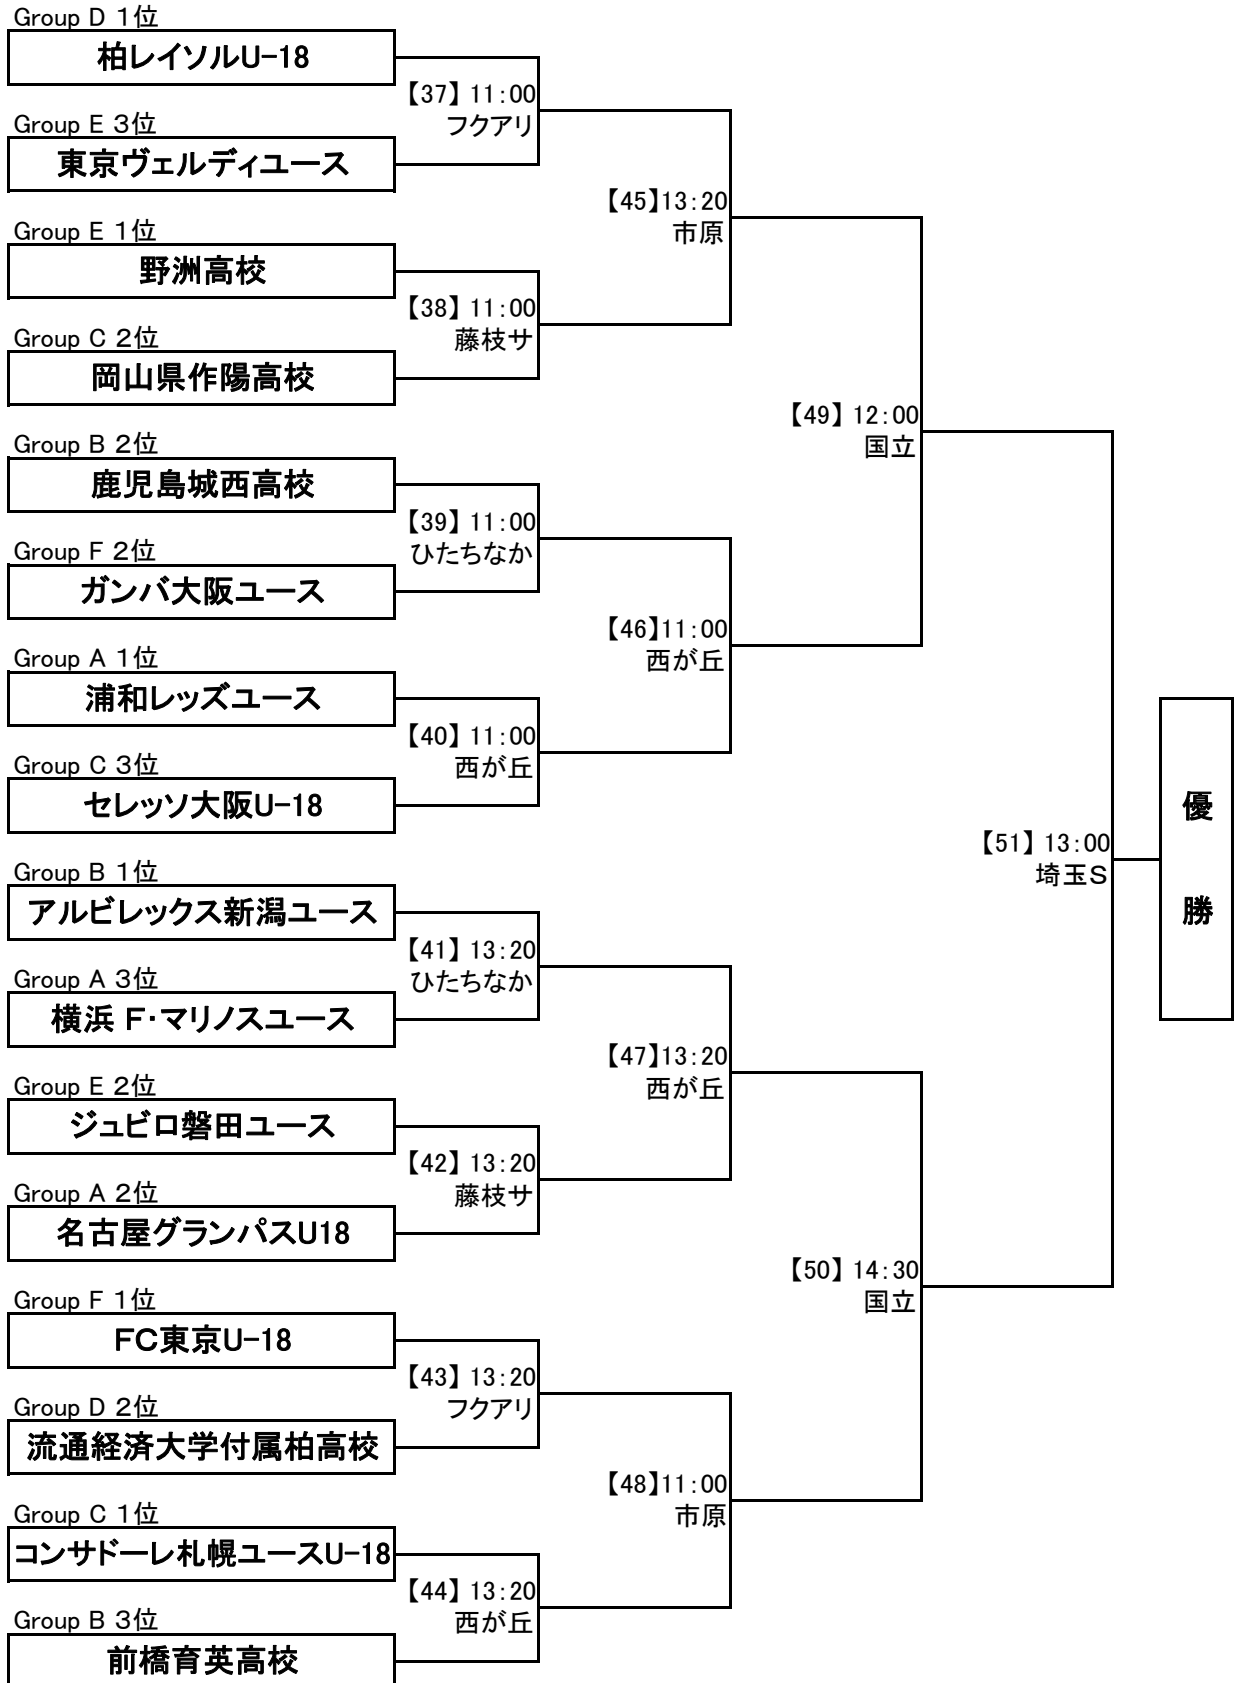 Group D 1位
柏レイソルU-18
【37】 11:00
フクアリ
Group E 3位
東京ヴェルディユース
【45】13:20
市原
Group E 1位
野洲高校
【38】 11:00
藤枝サ
Group C 2位
岡山県作陽高校
【49】 12:00
国立
Group B 2位
鹿児島城西高校
【39】 11:00
ひたちなか
Group F 2位
ガンバ大阪ユース
【46】11:00
西が丘
Group A 1位
浦和レッズユース
【40】 11:00
西が丘
Group C 3位
セレッソ大阪U-18
【51】 13:00
埼玉S
優
勝
Group B 1位
アルビレックス新潟ユース
【41】 13:20
ひたちなか
Group A 3位
横浜 F・マリノスユース
【47】13:20
西が丘
Group E 2位
ジュビロ磐田ユース
【42】 13:20
藤枝サ
Group A 2位
名古屋グランパスU18
【50】 14:30
国立
Group F 1位
FC東京U-18
【43】 13:20
フクアリ
Group D 2位
流通経済大学付属柏高校
【48】11:00
市原
Group C 1位
コンサドーレ札幌ユースU-18
【44】 13:20
西が丘
Group B 3位
前橋育英高校